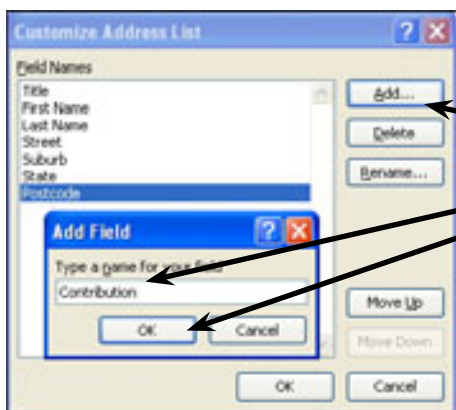 Customize Address List
Field Names
Title
First Name
Last Name
Street
Suburb
State
Postcode
Add...
Delete
Rename...
Add Field
Type a name for your field
Contribution
OK
Cancel
Move Up
Move Down
OK
Cancel